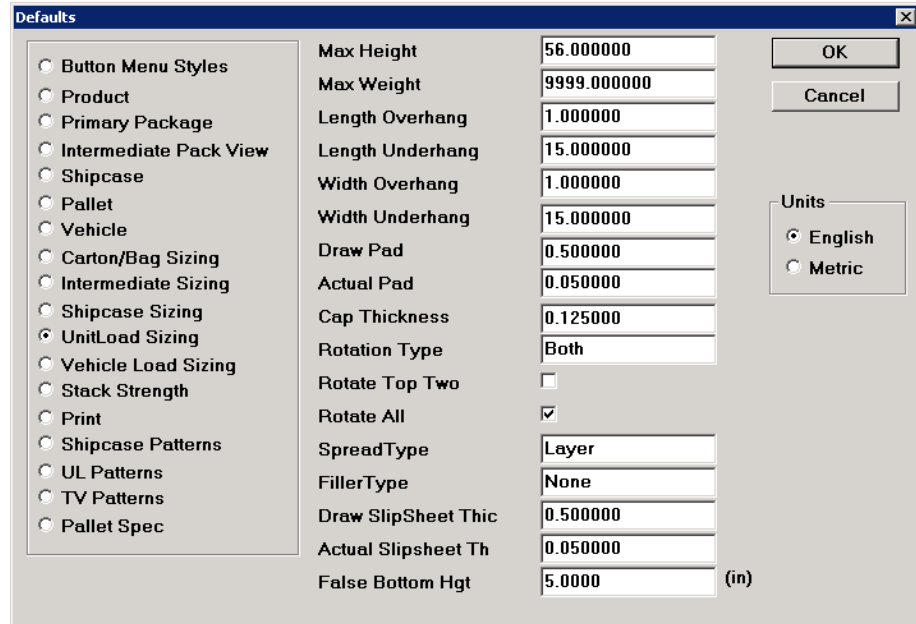 Defaults
Button Menu Styles
Product
Primary Package
Intermediate Pack View
Shipcase
Pallet
Vehicle
Carton/Bag Sizing
Intermediate Sizing
Shipcase Sizing
UnitLoad Sizing
Vehicle Load Sizing
Stack Strength
Print
Shipcase Patterns
UL Patterns
TV Patterns
Pallet Spec
Max Height 56.000000
Max Weight 9999.000000
Length Overhang 1.000000
Length Underhang 15.000000
Width Overhang 1.000000
Width Underhang 15.000000
Draw Pad 0.500000
Actual Pad 0.050000
Cap Thickness 0.125000
Rotation Type Both
Rotate Top Two
Rotate All
SpreadType Layer
FillerType None
Draw SlipSheet Thic 0.500000
Actual Slipsheet Th 0.050000
False Bottom Hgt 5.0000 (in)
OK
Cancel
Units
English
Metric